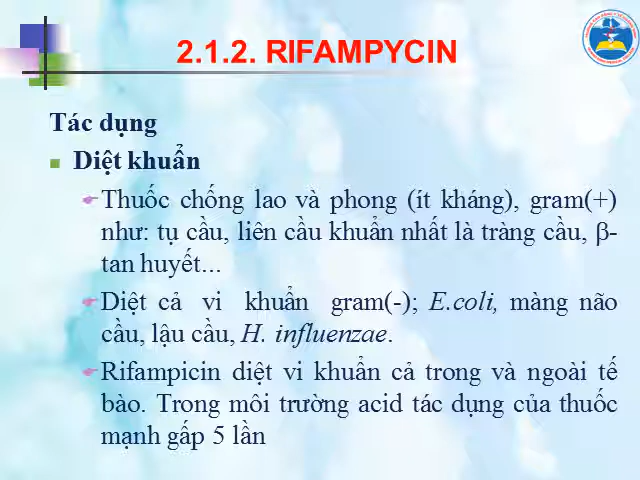 2.1.2. RIFAMPYCIN
Tác dụng
Diệt khuẩn
Thuốc chống lao và phong (ít kháng), gram(+)
như: tụ cầu, liên cầu khuẩn nhất là tràng cầu, β-
tan huyết...
Diệt cả vi khuẩn gram(-); E.coli, màng não
cầu, lậu cầu, H. influenzae.
Rifampicin diệt vi khuẩn cả trong và ngoài tế
bào. Trong môi trường acid tác dụng của thuốc
mạnh gấp 5 lần